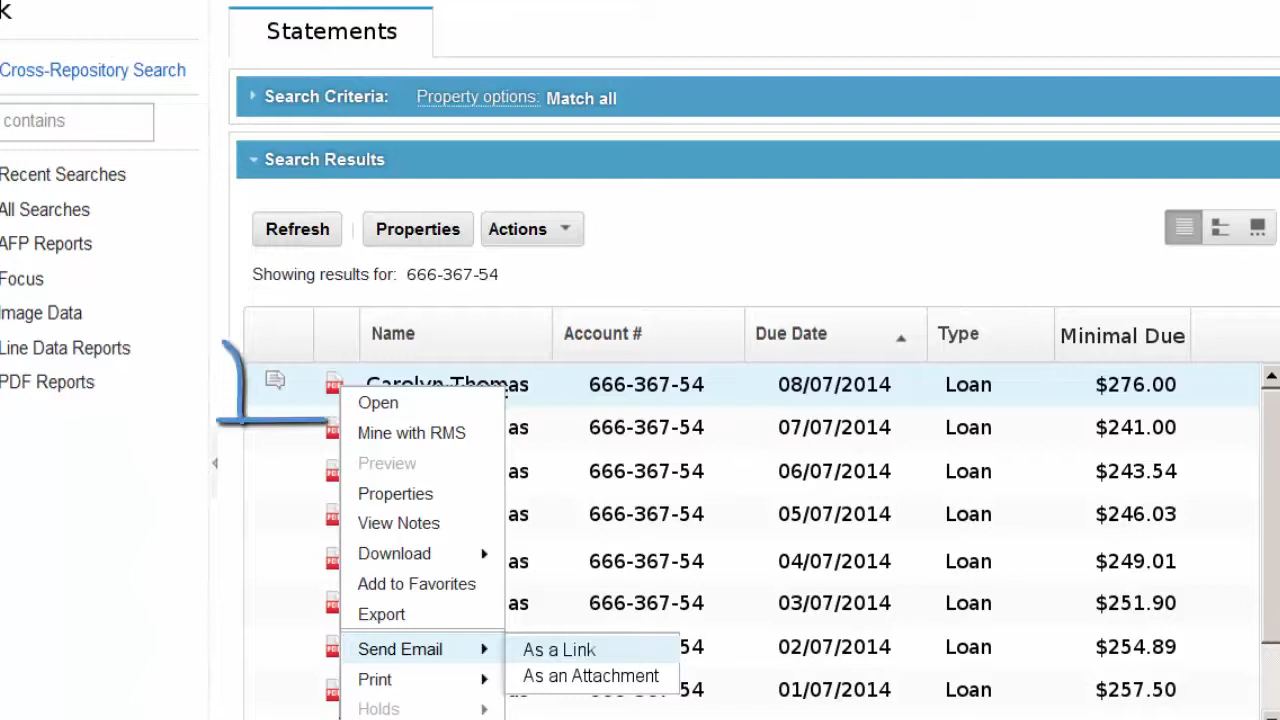 k
Statements
Cross-Repository Search
Search Criteria: Property options: Match all
contains
Search Results
Recent Searches
All Searches
AFP Reports
Focus
Image Data
Line Data Reports
PDF Reports
Refresh Properties Actions
Showing results for: 666-367-54
Name Account # Due Date Type Minimal Due
Carolyn Thomas 666-367-54 08/07/2014 Loan $276.00
as 666-367-54 07/07/2014 Loan $241.00
as 666-367-54 06/07/2014 Loan $243.54
as 666-367-54 05/07/2014 Loan $246.03
as 666-367-54 04/07/2014 Loan $249.01
as 666-367-54 03/07/2014 Loan $251.90
54 02/07/2014 Loan $254.89
666-367-54 01/07/2014 Loan $257.50
Open
Mine with RMS
Preview
Properties
View Notes
Download
Add to Favorites
Export
Send Email
Print
Holds
As a Link
As an Attachment